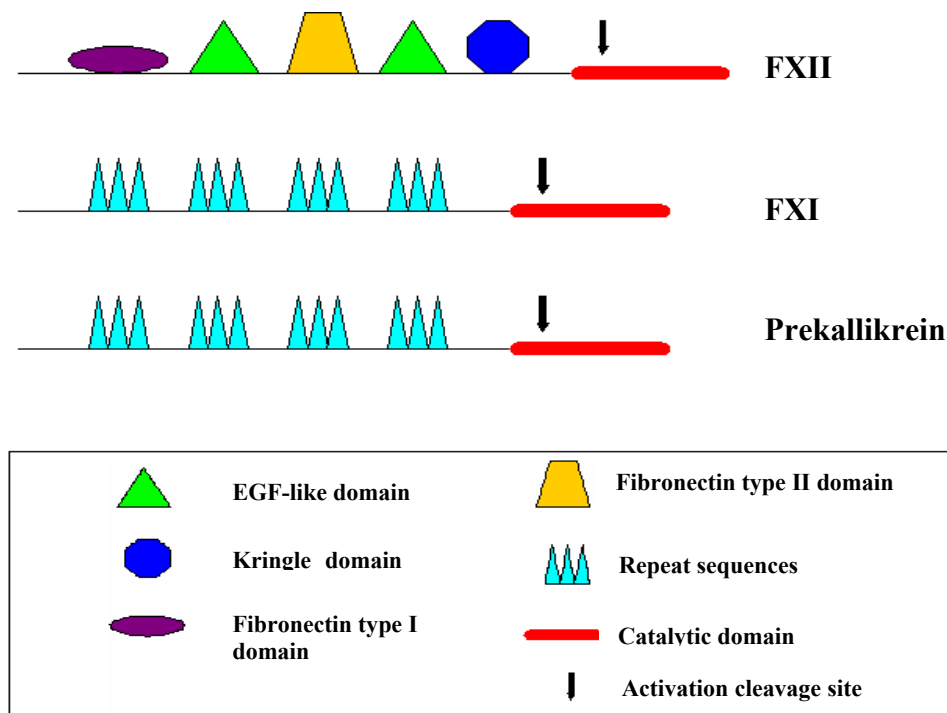 FXII
FXI
Prekallikrein
EGF-like domain
Fibronectin type II domain
Kringle domain
Repeat sequences
Fibronectin type I
domain
Catalytic domain
Activation cleavage site